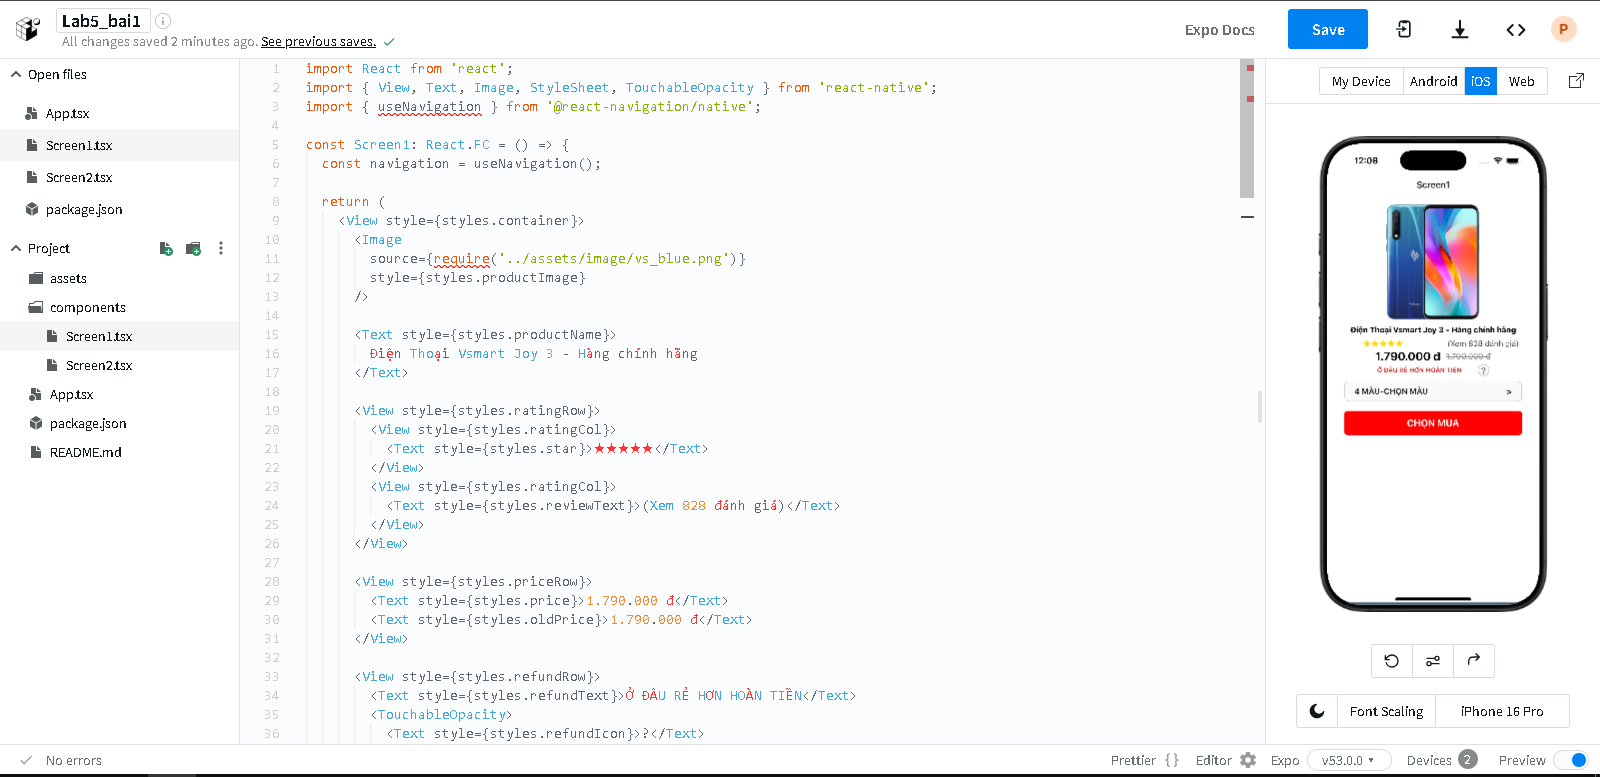 Lab5_bai1
All changes saved 2 minutes ago. See previous saves.
Expo Docs
Save
P
Open files
App.tsx
Screen1.tsx
Screen2.tsx
package.json
Project
assets
components
Screen1.tsx
Screen2.tsx
App.tsx
package.json
README.md
1 import React from 'react';
2 import { View, Text, Image, StyleSheet, TouchableOpacity } from 'react-native';
3 import { useNavigation } from '@react-navigation/native';
4
5 const Screen1: React.FC = () => {
6 const navigation = useNavigation();
7
8 return (
9 <View style={styles.container}>
10 <Image
11 source={require('../assets/image/vs_blue.png')}
12 style={styles.productImage}
13 />
14
15 <Text style={styles.productName}>
16 Điện Thoại Vsmart Joy 3 - Hàng chính hãng
17 </Text>
18
19 <View style={styles.ratingRow}>
20 <View style={styles.ratingCol}>
21 <Text style={styles.star}>★★★★★</Text>
22 </View>
23 <View style={styles.ratingCol}>
24 <Text style={styles.reviewText}>(Xem 828 đánh giá)</Text>
25 </View>
26 </View>
27
28 <View style={styles.priceRow}>
29 <Text style={styles.price}>1.790.000 đ</Text>
30 <Text style={styles.oldPrice}>1.790.000 đ</Text>
31 </View>
32
33 <View style={styles.refundRow}>
34 <Text style={styles.refundText}>Ở ĐÂU RẺ HƠN HOÀN TIỀN</Text>
35 <TouchableOpacity>
36 <Text style={styles.refundIcon}>?</Text>
My Device Android iOS Web
12:08
Screen1
Điện Thoại Vsmart Joy 3 - Hàng chính hãng
★★★★★ (Xem 828 đánh giá)
1.790.000 đ 1.790.000 đ
Ở ĐÂU RẺ HƠN HOÀN TIỀN ?
4 MÀU-CHỌN MÀU >
CHỌN MUA
Font Scaling iPhone 16 Pro
No errors
Prettier {} Editor Expo v53.0.0 Devices 2 Preview